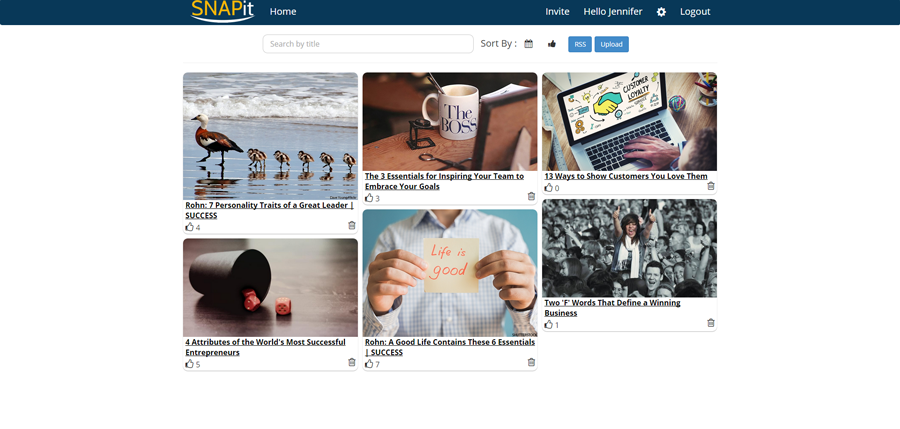 SNAPit
Home
Invite
Hello Jennifer
Logout
Search by title
Sort By :
RSS
Upload
Rohn: 7 Personality Traits of a Great Leader |
SUCCESS
4
The BOSS
The 3 Essentials for Inspiring Your Team to
Embrace Your Goals
3
CUSTOMER
LOYALTY
13 Ways to Show Customers You Love Them
0
4 Attributes of the World's Most Successful
Entrepreneurs
5
Life is
good
Rohn: A Good Life Contains These 6 Essentials
| SUCCESS
7
Two 'F' Words That Define a Winning
Business
1